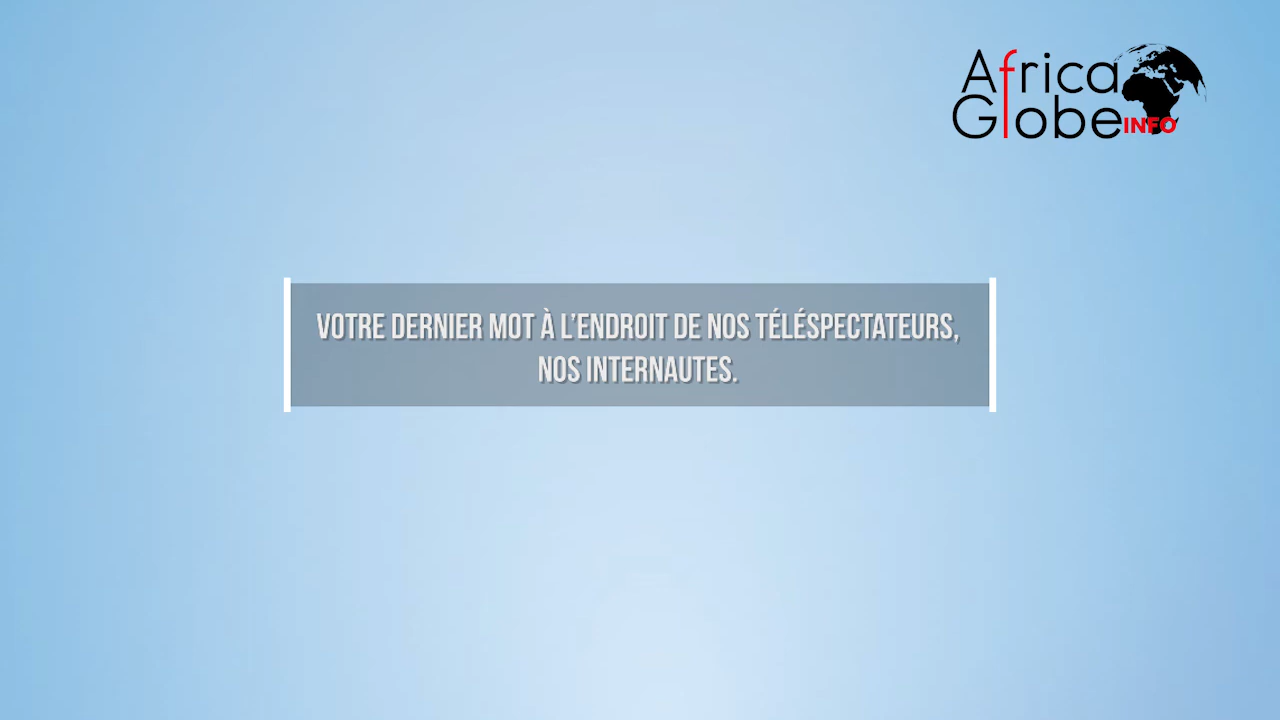 Africa
Globe INFO
VOTRE DERNIER MOT À L'ENDROIT DE NOS TÉLÉSPECTATEURS,
NOS INTERNAUTES.